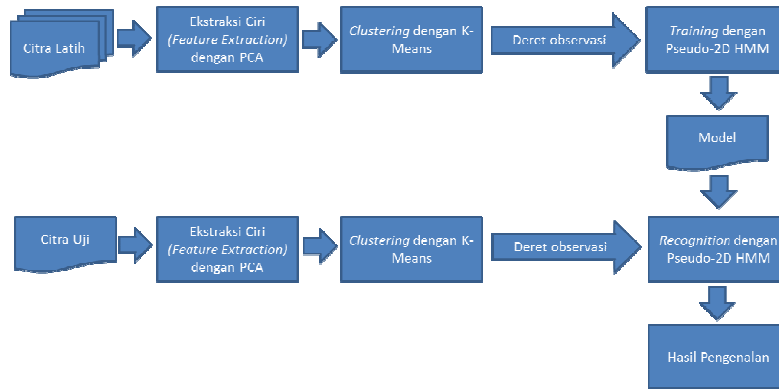 Citra Latih
Ekstraksi Ciri
(Feature Extraction)
dengan PCA
Clustering dengan K-
Means
Deret observasi
Training dengan
Pseudo-2D HMM
Model
Citra Uji
Ekstraksi Ciri
(Feature Extraction)
dengan PCA
Clustering dengan K-
Means
Deret observasi
Recognition dengan
Pseudo-2D HMM
Hasil Pengenalan